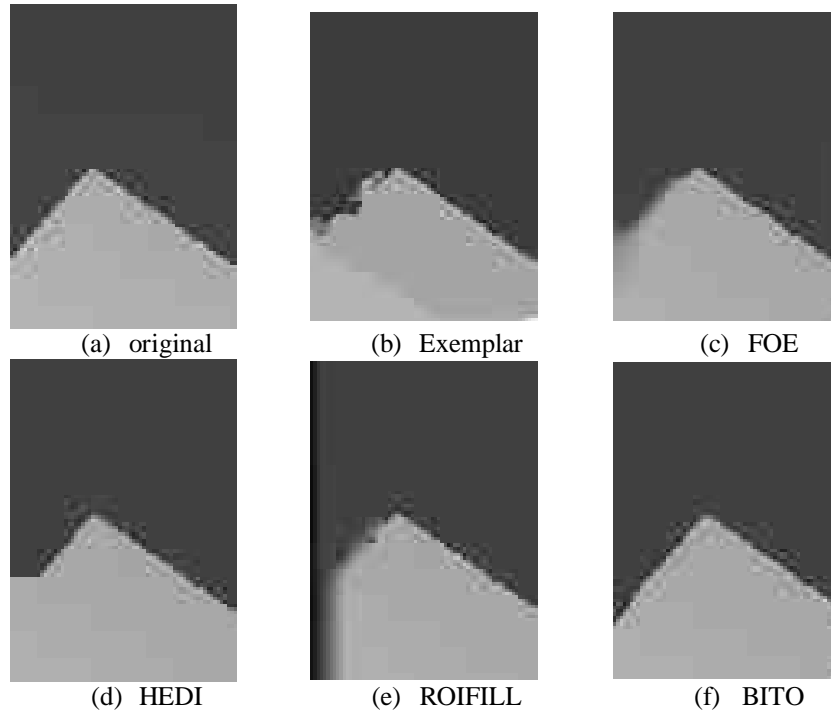 (a) original
(b) Exemplar
(c) FOE
(d) HEDI
(e) ROIFILL
(f) BITO